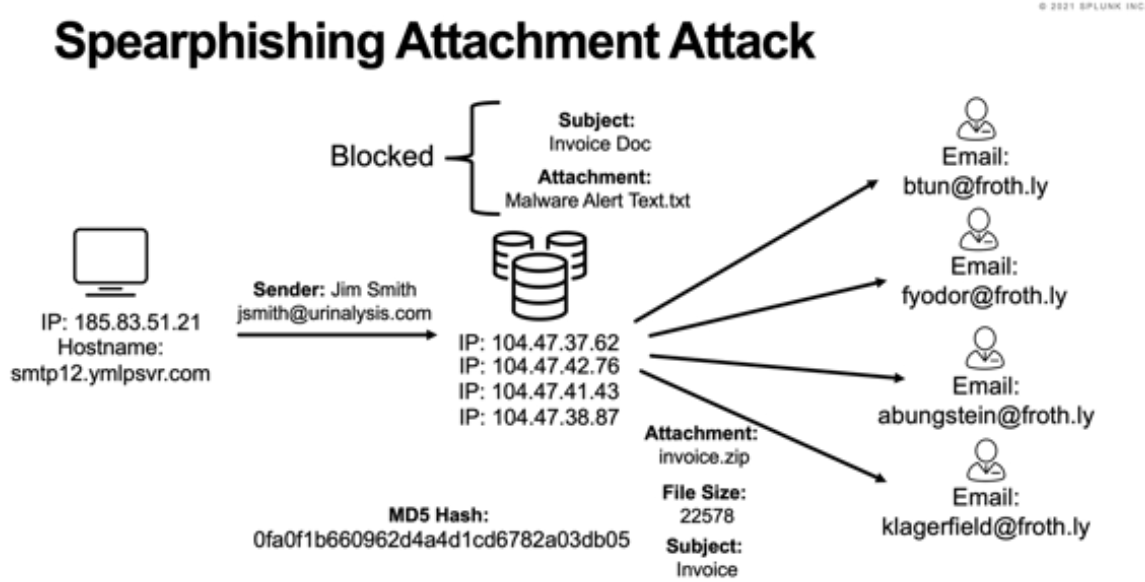 © 2021 SPLUNK INC
Spearphishing Attachment Attack
Blocked
Subject:
Invoice Doc
Attachment:
Malware Alert Text.txt
IP: 185.83.51.21
Hostname:
smtp12.ymlpsvr.com
Sender: Jim Smith
jsmith@urinalysis.com
IP: 104.47.37.62
IP: 104.47.42.76
IP: 104.47.41.43
IP: 104.47.38.87
Attachment:
invoice.zip
File Size:
22578
Subject:
Invoice
MD5 Hash:
0fa0f1b660962d4a4d1cd6782a03db05
Email:
btun@froth.ly
Email:
fyodor@froth.ly
Email:
abungstein@froth.ly
Email:
klagerfield@froth.ly